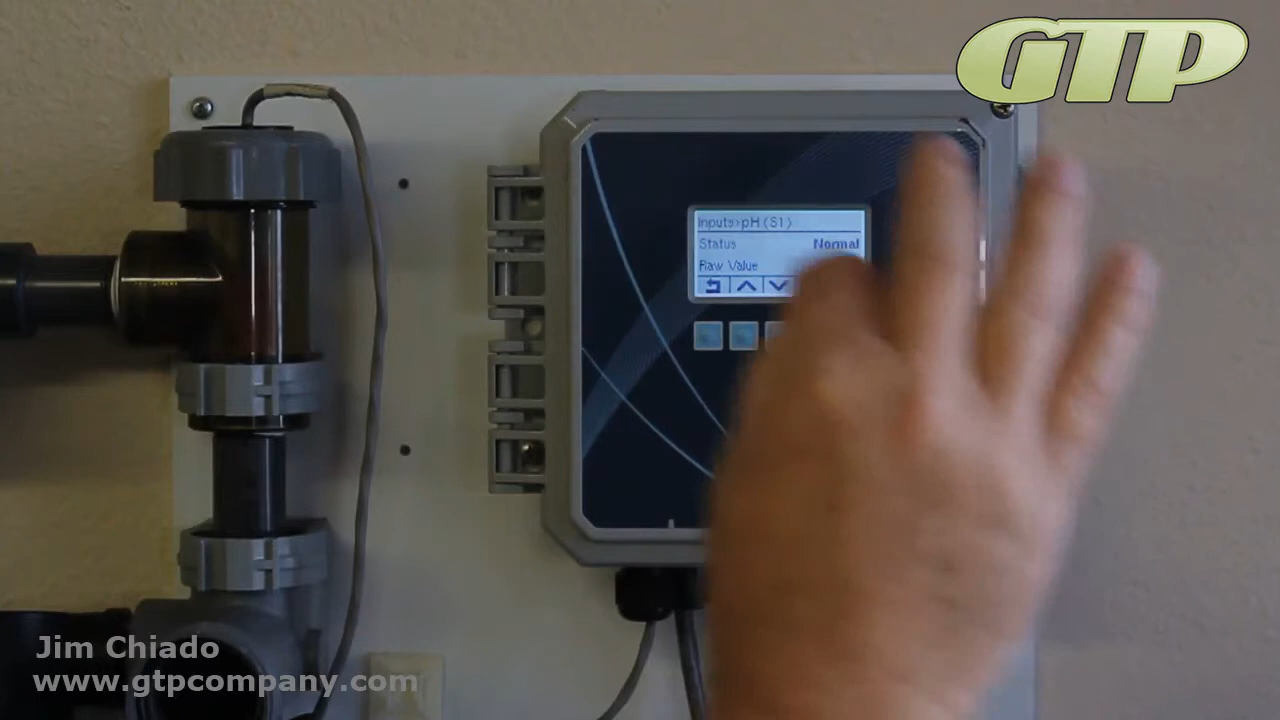 GTP
Inputs>pH (S1)
Status Normal
Raw Value
Jim Chiado
www.gtpcompany.com